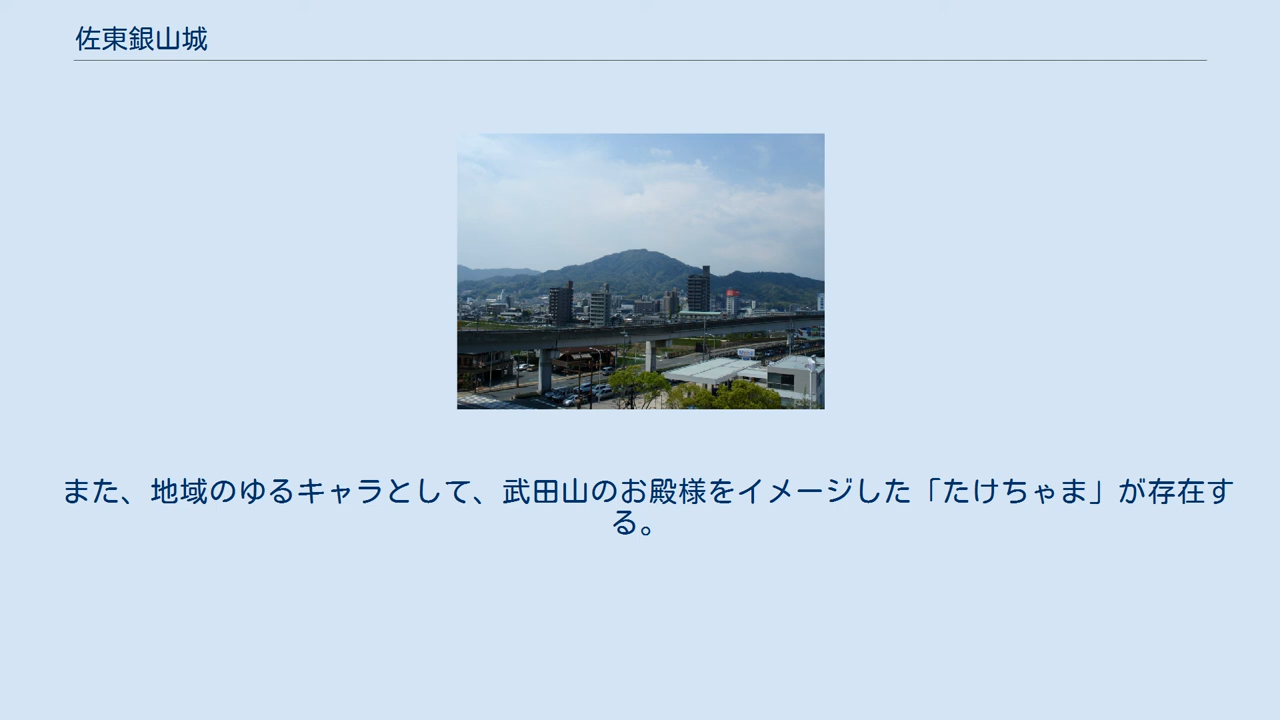 佐東銀山城
また、地域のゆるキャラとして、武田山のお殿様をイメージした「たけちゃま」が存在す
る。